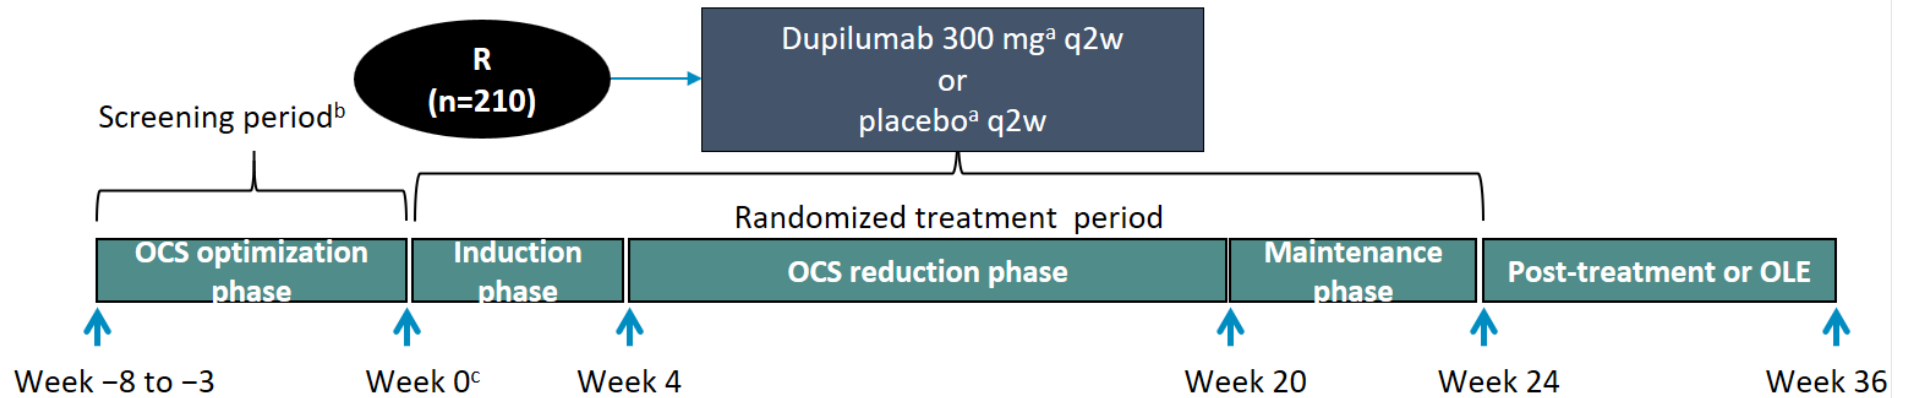 R
(n=210)
Dupilumab 300 mgᵃ q2w
or
placeboᵃ q2w
Screening periodᵇ
Randomized treatment period
OCS optimization
phase
Induction
phase
OCS reduction phase
Maintenance
phase
Post-treatment or OLE
Week −8 to −3
Week 0ᶜ
Week 4
Week 20
Week 24
Week 36